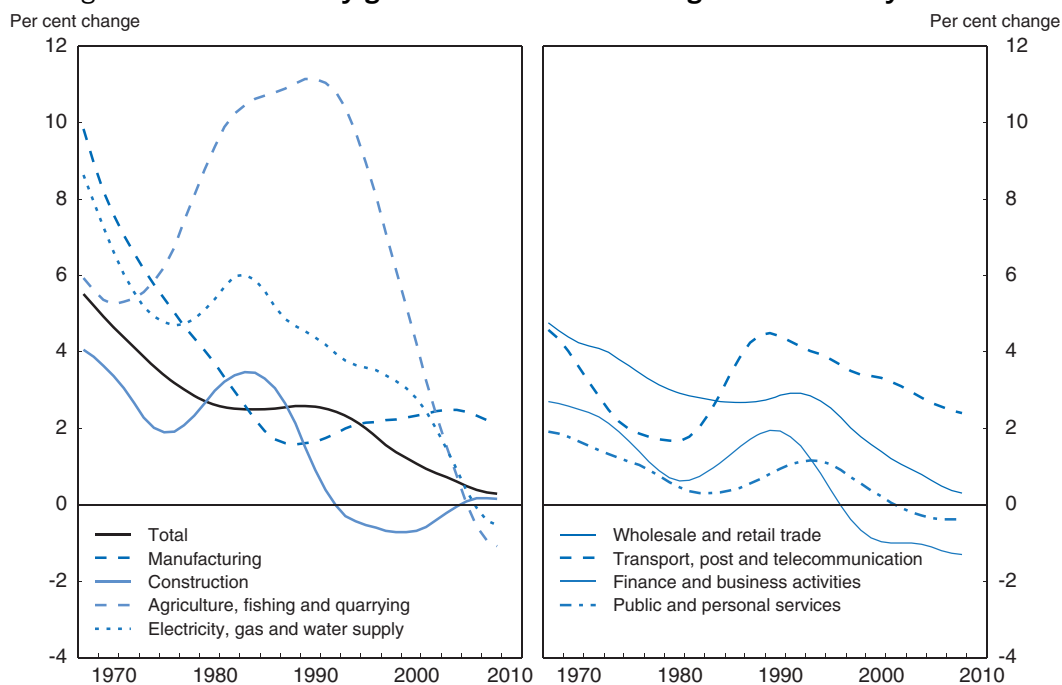 Per cent change
Per cent change
12
10
8
6
4
2
0
-2
-4
Total
Manufacturing
Construction
Agriculture, fishing and quarrying
Electricity, gas and water supply
1970
1980
1990
2000
2010
Wholesale and retail trade
Transport, post and telecommunication
Finance and business activities
Public and personal services
1970
1980
1990
2000
2010
12
10
8
6
4
2
0
-2
-4